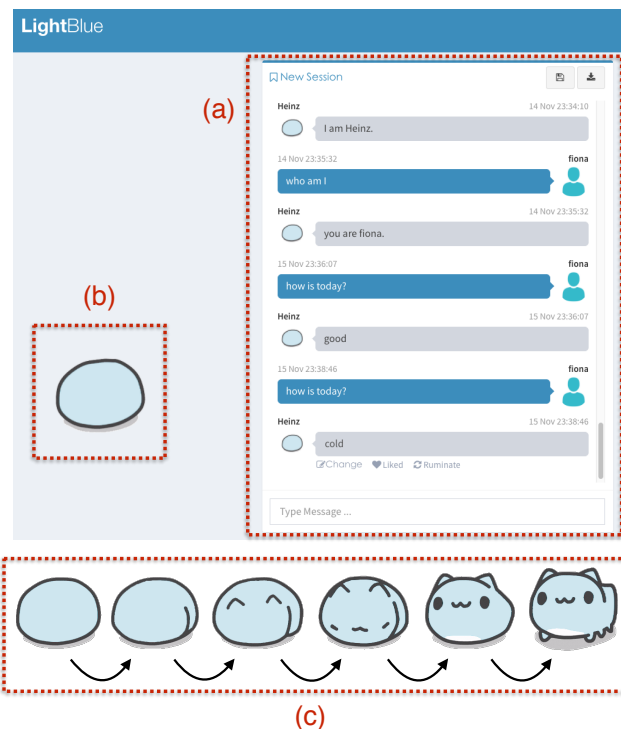 LightBlue
(a)
New Session
Heinz 14 Nov 23:34:10
I am Heinz.
14 Nov 23:35:32 fiona
who am I
Heinz 14 Nov 23:35:32
you are fiona.
15 Nov 23:36:07 fiona
how is today?
Heinz 15 Nov 23:36:07
good
15 Nov 23:38:46 fiona
how is today?
Heinz 15 Nov 23:38:46
cold
Change Liked Ruminate
Type Message ...
(b)
(c)